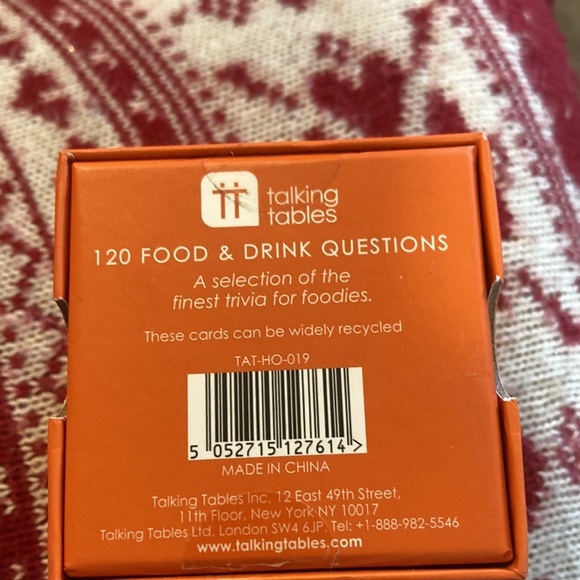 talking
tables
120 FOOD & DRINK QUESTIONS
A selection of the
finest trivia for foodies.
These cards can be widely recycled
TAT-HO-019
5 052715 127614 >
MADE IN CHINA
Talking Tables Inc, 12 East 49th Street,
11th Floor, New York NY 10017
Talking Tables Ltd. London SW4 6JP, Tel: +1-888-982-5546
www.talkingtables.com